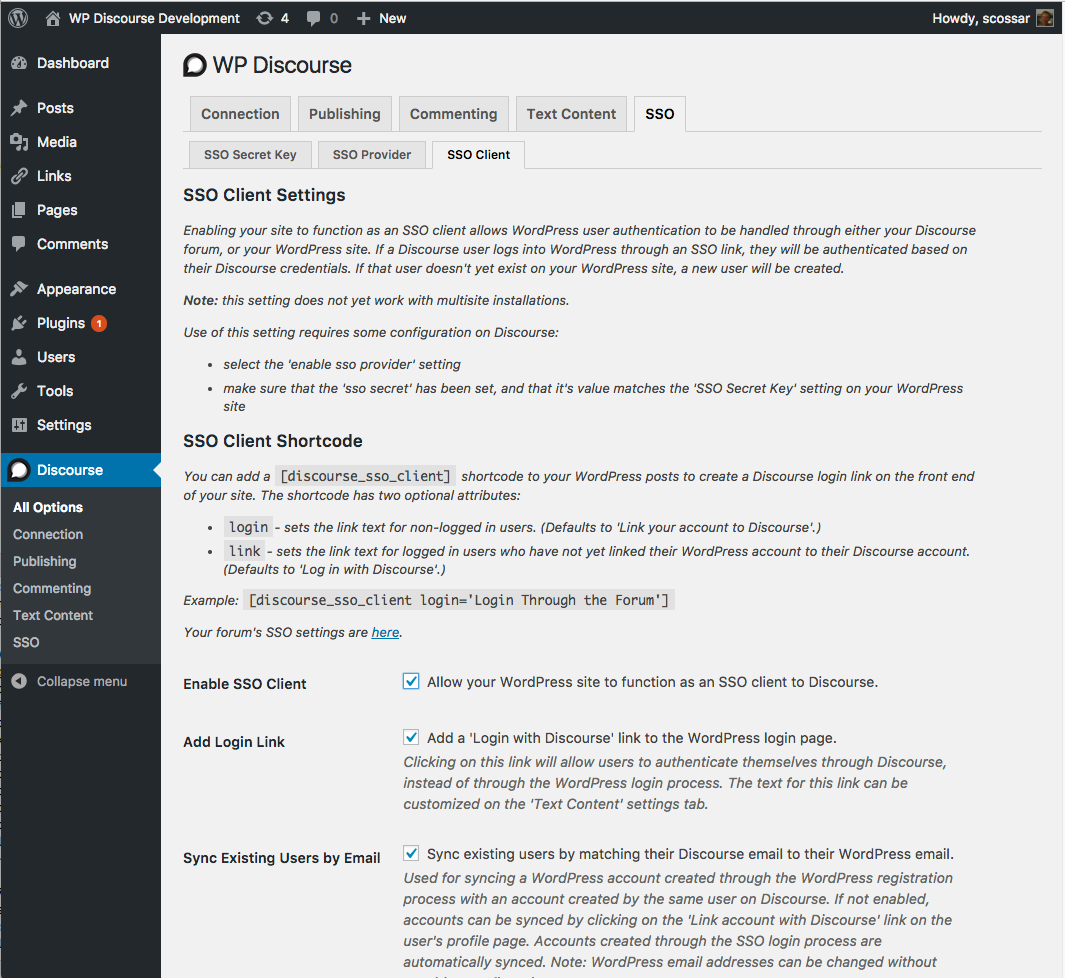 WP Discourse Development 4 0 New
Howdy, scossar
Dashboard
Posts
Media
Links
Pages
Comments
Appearance
Plugins 1
Users
Tools
Settings
Discourse
All Options
Connection
Publishing
Commenting
Text Content
SSO
Collapse menu
WP Discourse
Connection Publishing Commenting Text Content SSO
SSO Secret Key SSO Provider SSO Client
SSO Client Settings
Enabling your site to function as an SSO client allows WordPress user authentication to be handled through either your Discourse
forum, or your WordPress site. If a Discourse user logs into WordPress through an SSO link, they will be authenticated based on
their Discourse credentials. If that user doesn't yet exist on your WordPress site, a new user will be created.
Note: this setting does not yet work with multisite installations.
Use of this setting requires some configuration on Discourse:
• select the 'enable sso provider' setting
• make sure that the 'sso secret' has been set, and that it's value matches the 'SSO Secret Key' setting on your WordPress
site
SSO Client Shortcode
You can add a [discourse_sso_client] shortcode to your WordPress posts to create a Discourse login link on the front end
of your site. The shortcode has two optional attributes:
• login - sets the link text for non-logged in users. (Defaults to 'Link your account to Discourse'.)
• link - sets the link text for logged in users who have not yet linked their WordPress account to their Discourse account.
(Defaults to 'Log in with Discourse'.)
Example: [discourse_sso_client login='Login Through the Forum']
Your forum's SSO settings are here.
Enable SSO Client
Allow your WordPress site to function as an SSO client to Discourse.
Add Login Link
Add a 'Login with Discourse' link to the WordPress login page.
Clicking on this link will allow users to authenticate themselves through Discourse,
instead of through the WordPress login process. The text for this link can be
customized on the 'Text Content' settings tab.
Sync Existing Users by Email
Sync existing users by matching their Discourse email to their WordPress email.
Used for syncing a WordPress account created through the WordPress registration
process with an account created by the same user on Discourse. If not enabled,
accounts can be synced by clicking on the 'Link account with Discourse' link on the
user's profile page. Accounts created through the SSO login process are
automatically synced. Note: WordPress email addresses can be changed without